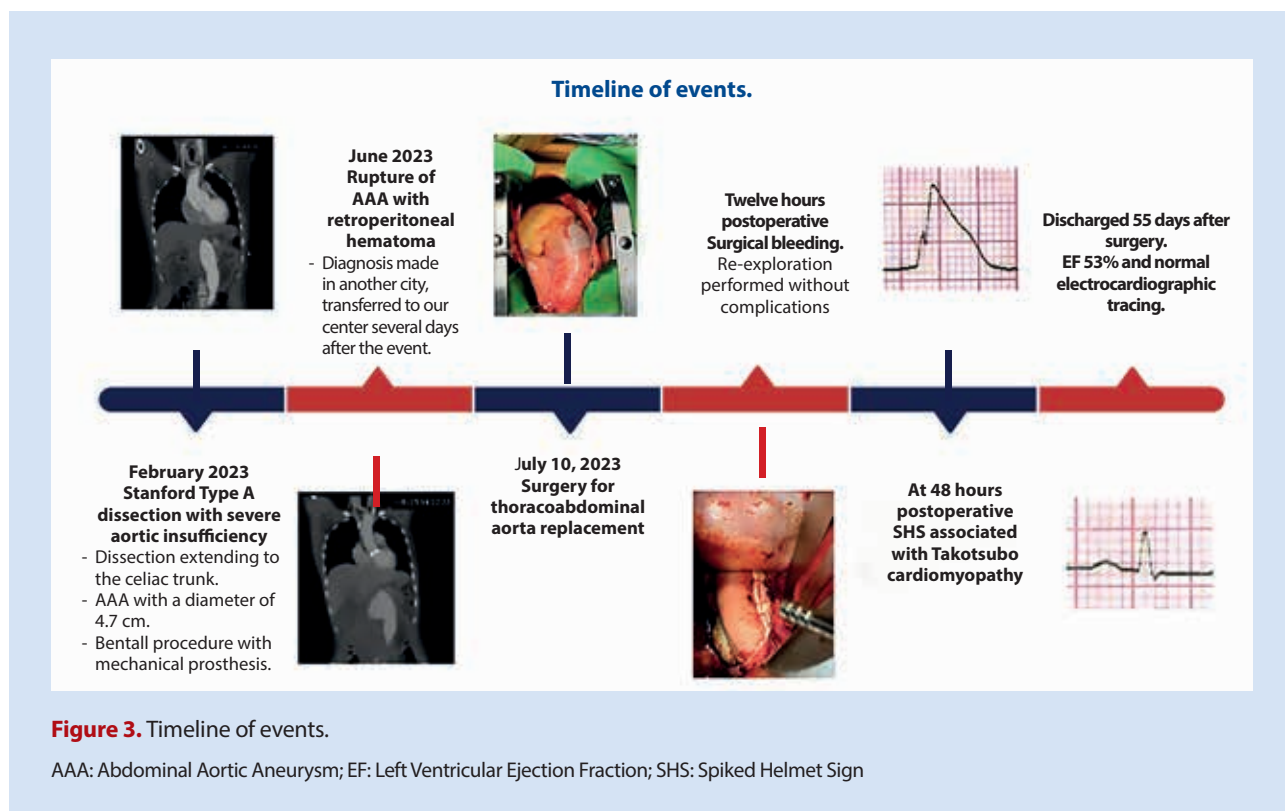 Timeline of events.
June 2023
Rupture of
AAA with
retroperitoneal
hematoma
- Diagnosis made
in another city,
transferred to our
center several days
after the event.
Twelve hours
postoperative
Surgical bleeding.
Re-exploration
performed without
complications
Discharged 55 days after
surgery.
EF 53% and normal
electrocardiographic
tracing.
February 2023
Stanford Type A
dissection with severe
aortic insufficiency
- Dissection extending to
the celiac trunk.
- AAA with a diameter of
4.7 cm.
- Bentall procedure with
mechanical prosthesis.
July 10, 2023
Surgery for
thoracoabdominal
aorta replacement
At 48 hours
postoperative
SHS associated
with Takotsubo
cardiomyopathy
Figure 3. Timeline of events.
AAA: Abdominal Aortic Aneurysm; EF: Left Ventricular Ejection Fraction; SHS: Spiked Helmet Sign